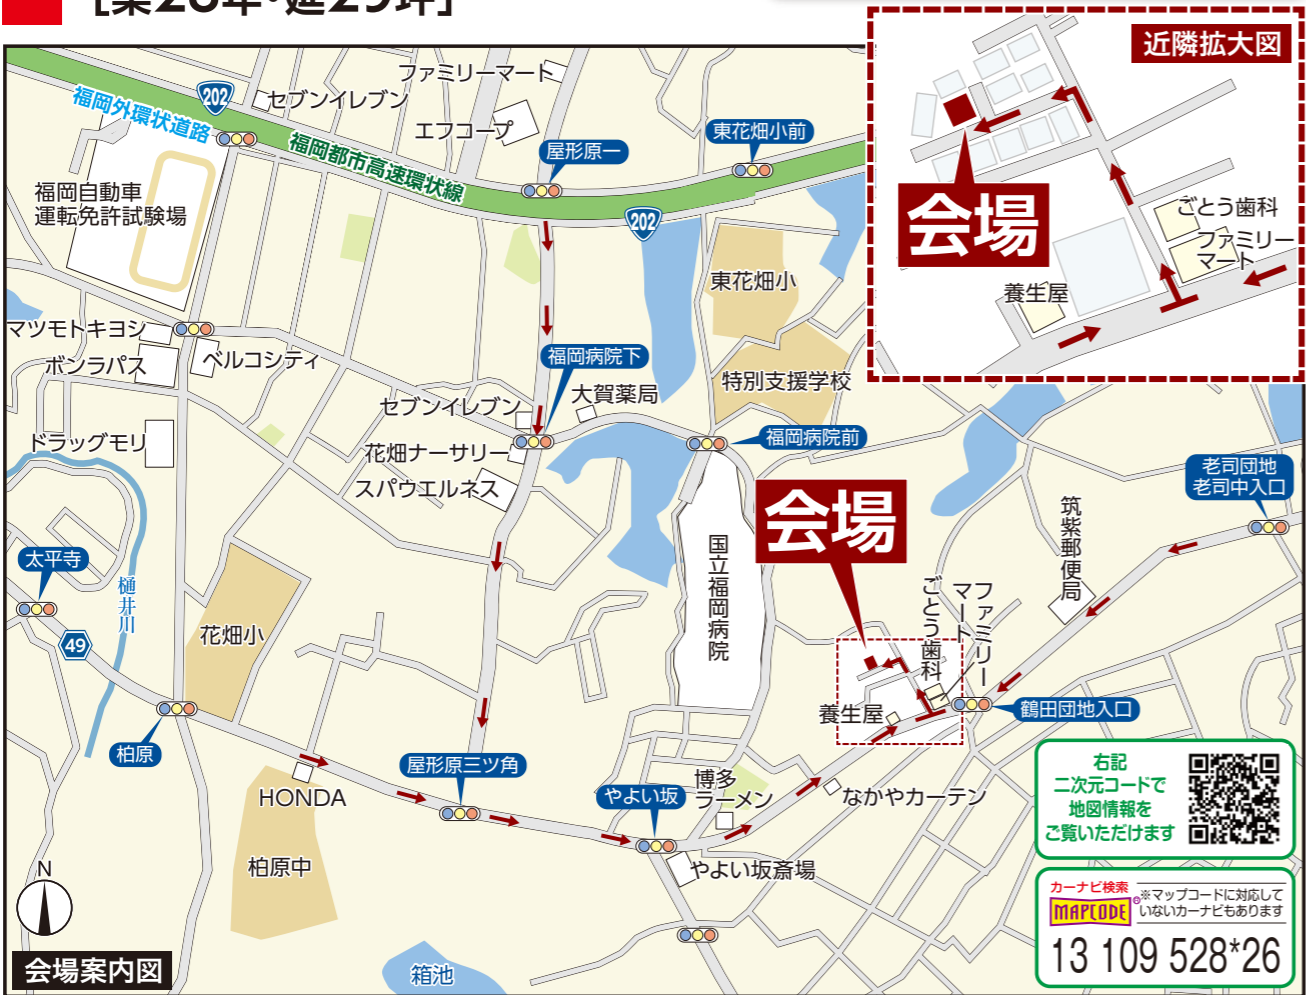 [築28年・延29坪]
近隣拡大図
会場
ごとう歯科
ファミリー
マート
養生屋
ファミリーマート
202
セブンイレブン
福岡外環状道路
エフコープ
東花畑小前
福岡都市高速環状線
屋形原一
福岡自動車
運転免許試験場
202
東花畑小
マツモトキヨシ
ボンラパス
ベルコシティ
福岡病院下
特別支援学校
大賀薬局
セブンイレブン
福岡病院前
ドラッグモリ
花畑ナーサリー
スパウエルネス
老司団地
老司中入口
会場
筑紫郵便局
国立福岡病院
太平寺
樋井川
ごとう歯科
ファミリー
マート
49
花畑小
養生屋
鶴田団地入口
柏原
屋形原三ツ角
やよい坂
博多
ラーメン
なかやカーテン
HONDA
柏原中
やよい坂斎場
右記
二次元コードで
地図情報を
ご覧いただけます
カーナビ検索
MAPCODE®
※マップコードに対応して
いないカーナビもあります
13 109 528*26
N
会場案内図
箱池